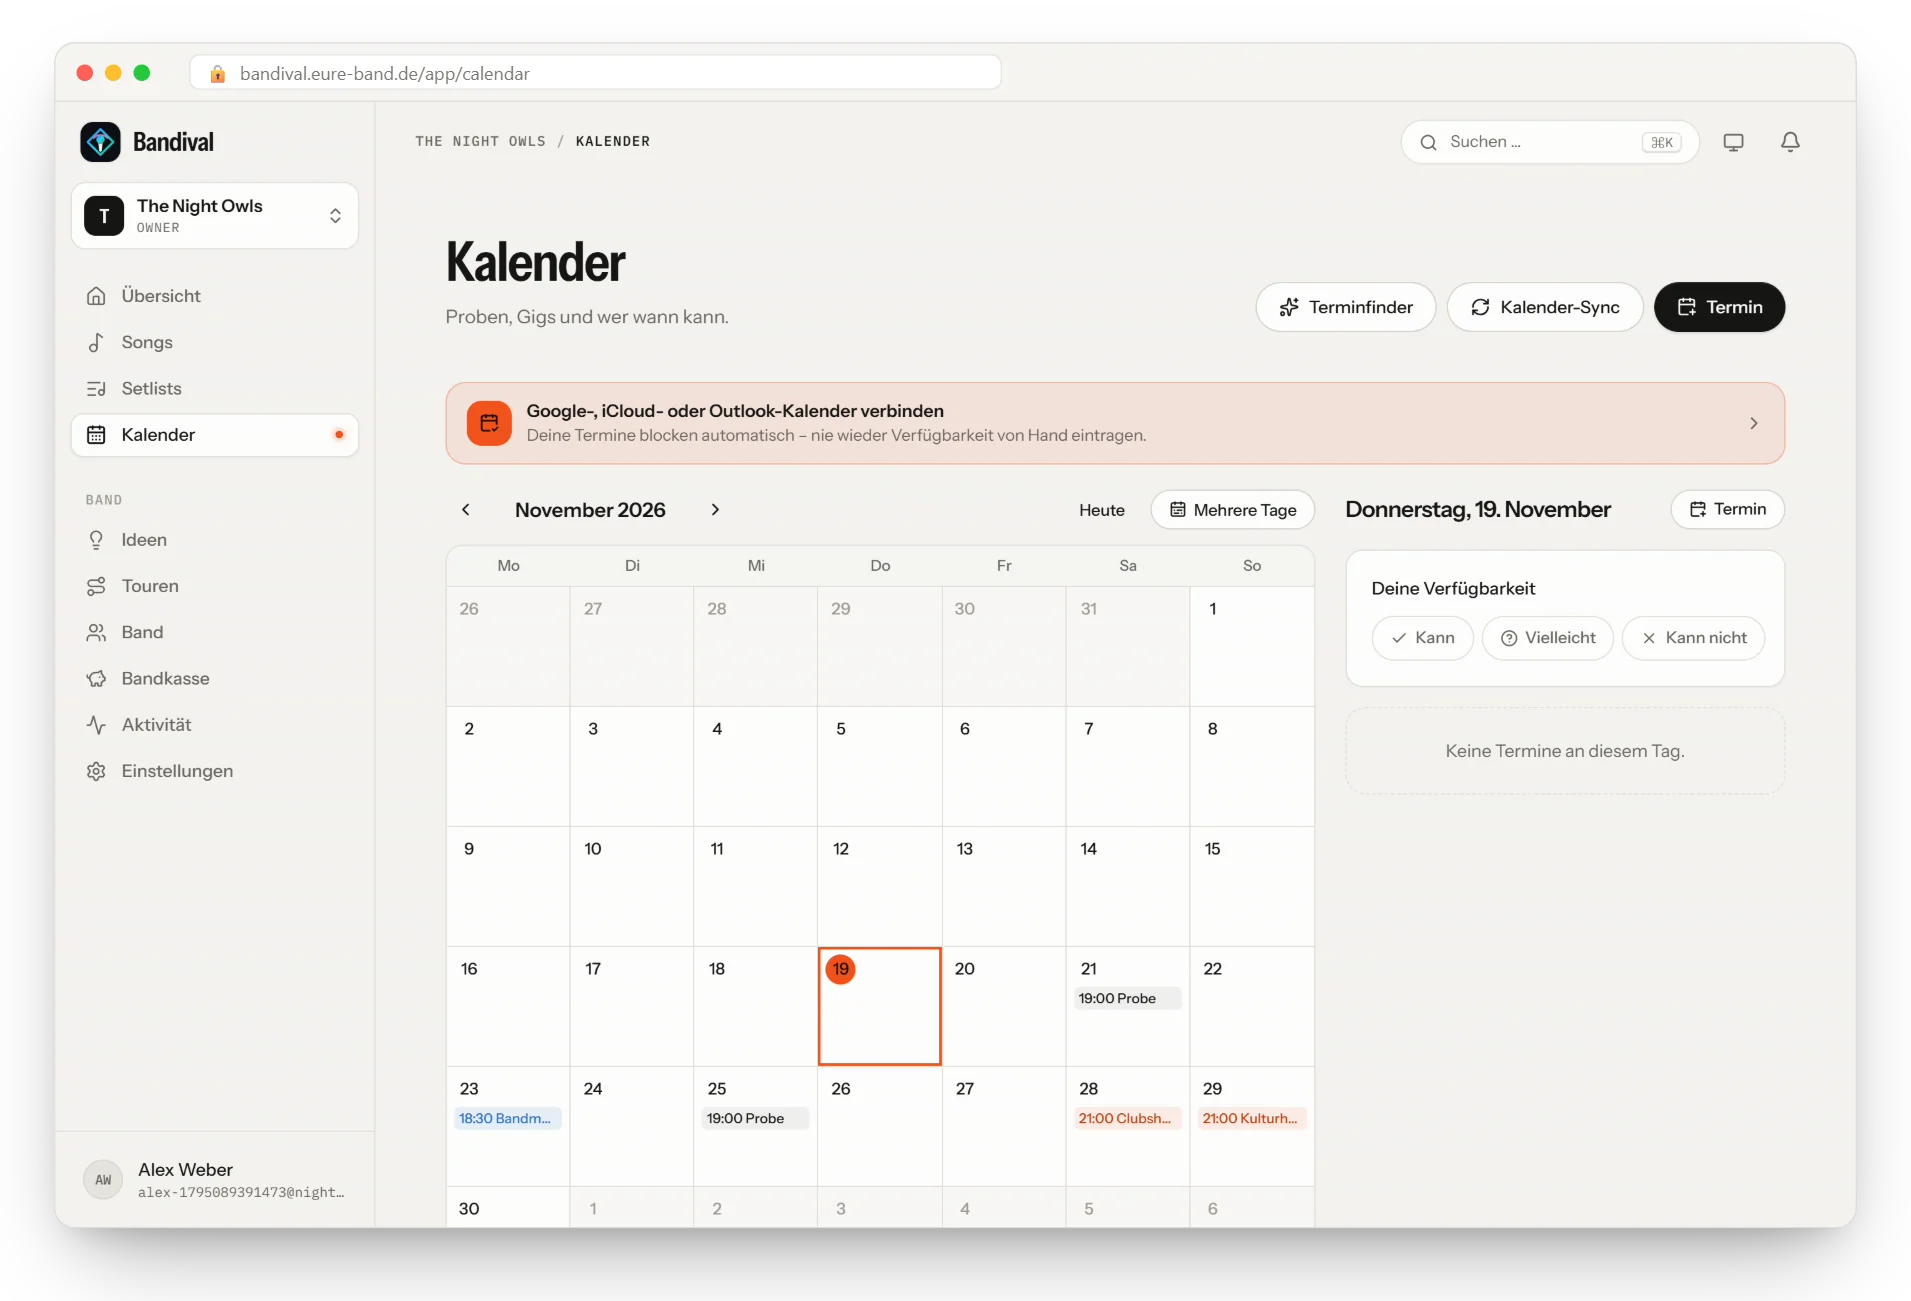 bandival.eure-band.de/app/calendar
Bandival
T
The Night Owls
OWNER
Übersicht
Songs
Setlists
Kalender
BAND
Ideen
Touren
Band
Bandkasse
Aktivität
Einstellungen
AW
Alex Weber
alex-1795089391473@night…
THE NIGHT OWLS / KALENDER
Suchen …
⌘K
Kalender
Proben, Gigs und wer wann kann.
Terminfinder
Kalender-Sync
Termin
Google-, iCloud- oder Outlook-Kalender verbinden
Deine Termine blocken automatisch – nie wieder Verfügbarkeit von Hand eintragen.
November 2026
Heute
Mehrere Tage
Mo Di Mi Do Fr Sa So
26 27 28 29 30 31 1
2 3 4 5 6 7 8
9 10 11 12 13 14 15
16 17 18 19 20 21 22
19:00 Probe
23 24 25 26 27 28 29
18:30 Bandm… 19:00 Probe 21:00 Clubsh… 21:00 Kulturh…
30 1 2 3 4 5 6
Donnerstag, 19. November
Termin
Deine Verfügbarkeit
Kann
Vielleicht
Kann nicht
Keine Termine an diesem Tag.